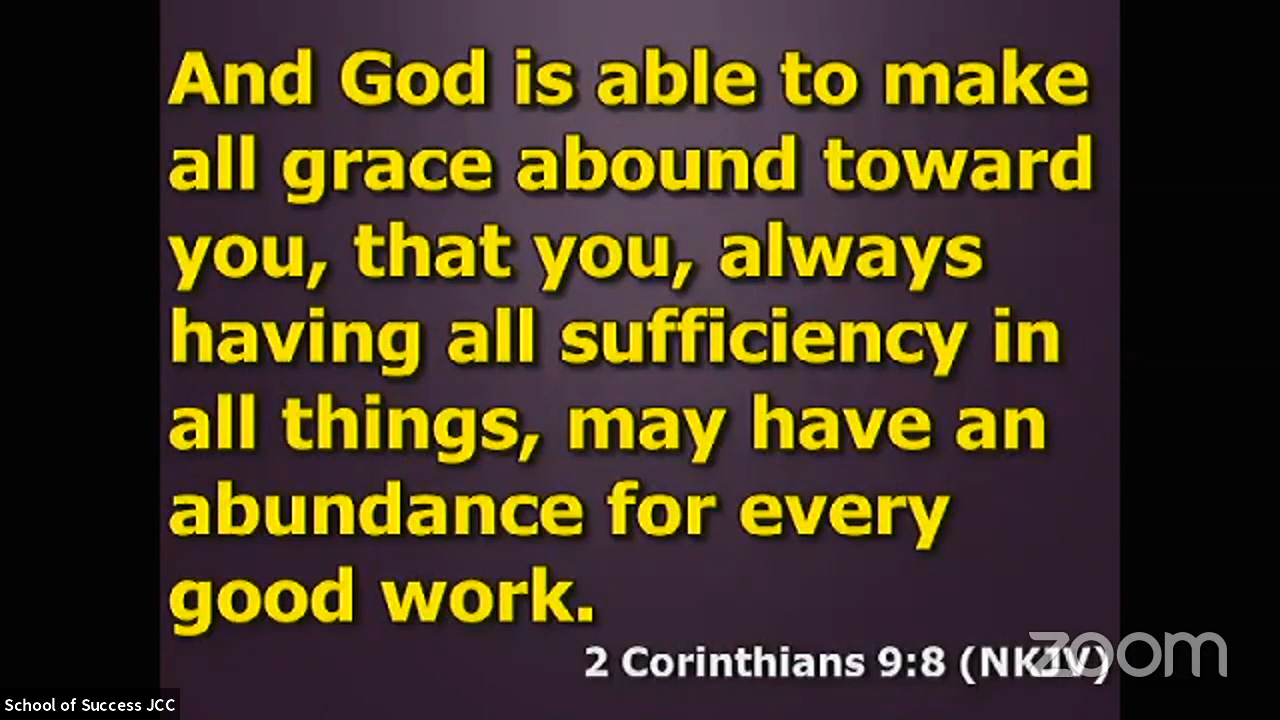 And God is able to make
all grace abound toward
you, that you, always
having all sufficiency in
all things, may have an
abundance for every
good work.
2 Corinthians 9:8 (NKJV)
zoom
School of Success JCC